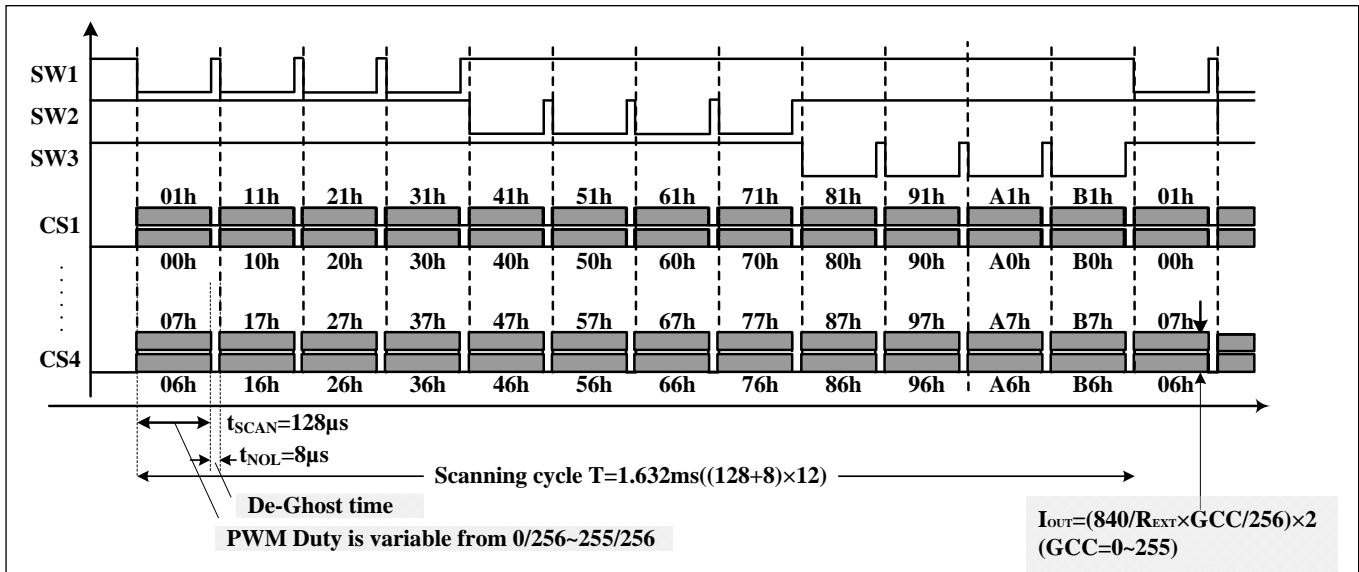 SW1
SW2
SW3
01h 11h 21h 31h 41h 51h 61h 71h 81h 91h A1h B1h 01h
CS1
00h 10h 20h 30h 40h 50h 60h 70h 80h 90h A0h B0h 00h
07h 17h 27h 37h 47h 57h 67h 77h 87h 97h A7h B7h 07h
CS4
06h 16h 26h 36h 46h 56h 66h 76h 86h 96h A6h B6h 06h
tSCAN=128µs
tNOL=8µs
Scanning cycle T=1.632ms((128+8)×12)
De-Ghost time
PWM Duty is variable from 0/256~255/256
IOUT=(840/REXT×GCC/256)×2
(GCC=0~255)